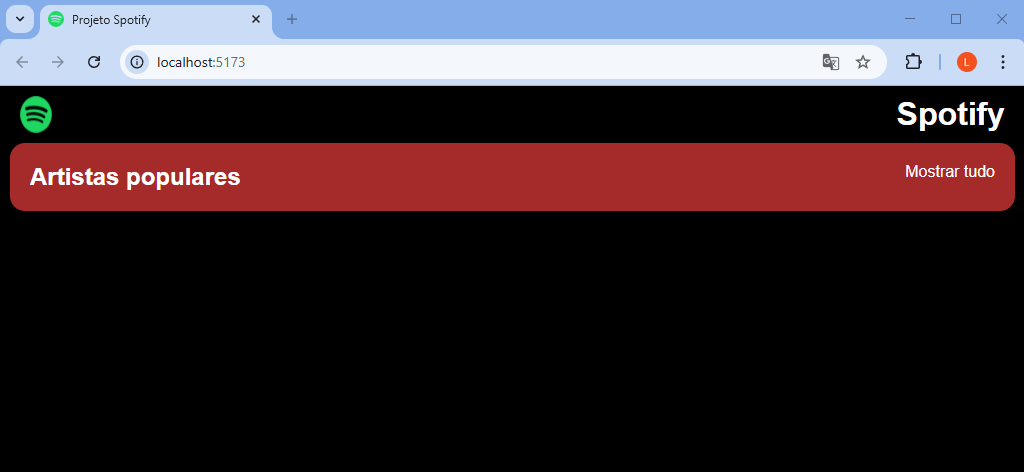 Projeto Spotify
localhost:5173
L
Spotify
Artistas populares
Mostrar tudo